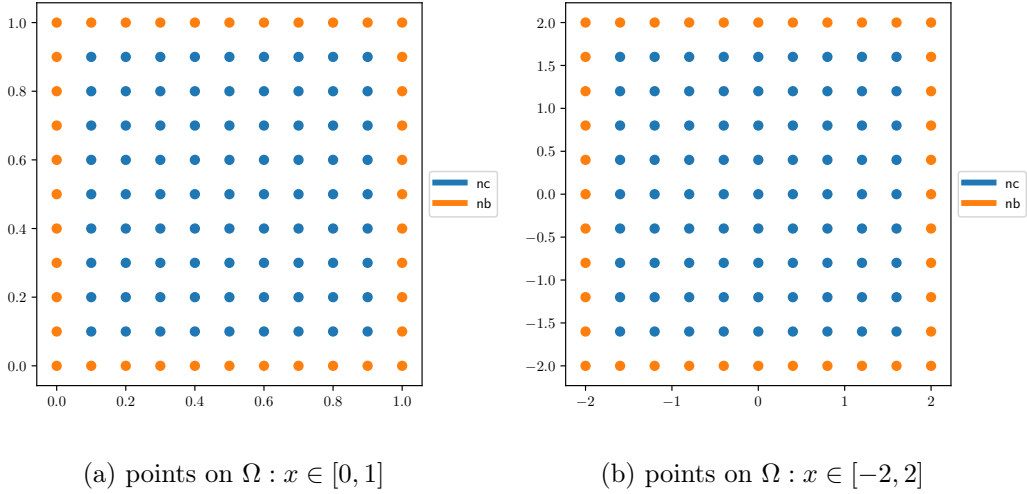 1.0
0.8
0.6
0.4
0.2
0.0
0.0 0.2 0.4 0.6 0.8 1.0
nc
nb
(a) points on Ω : x ∈ [0, 1]
2.0
1.5
1.0
0.5
0.0
−0.5
−1.0
−1.5
−2.0
−2 −1 0 1 2
nc
nb
(b) points on Ω : x ∈ [−2, 2]